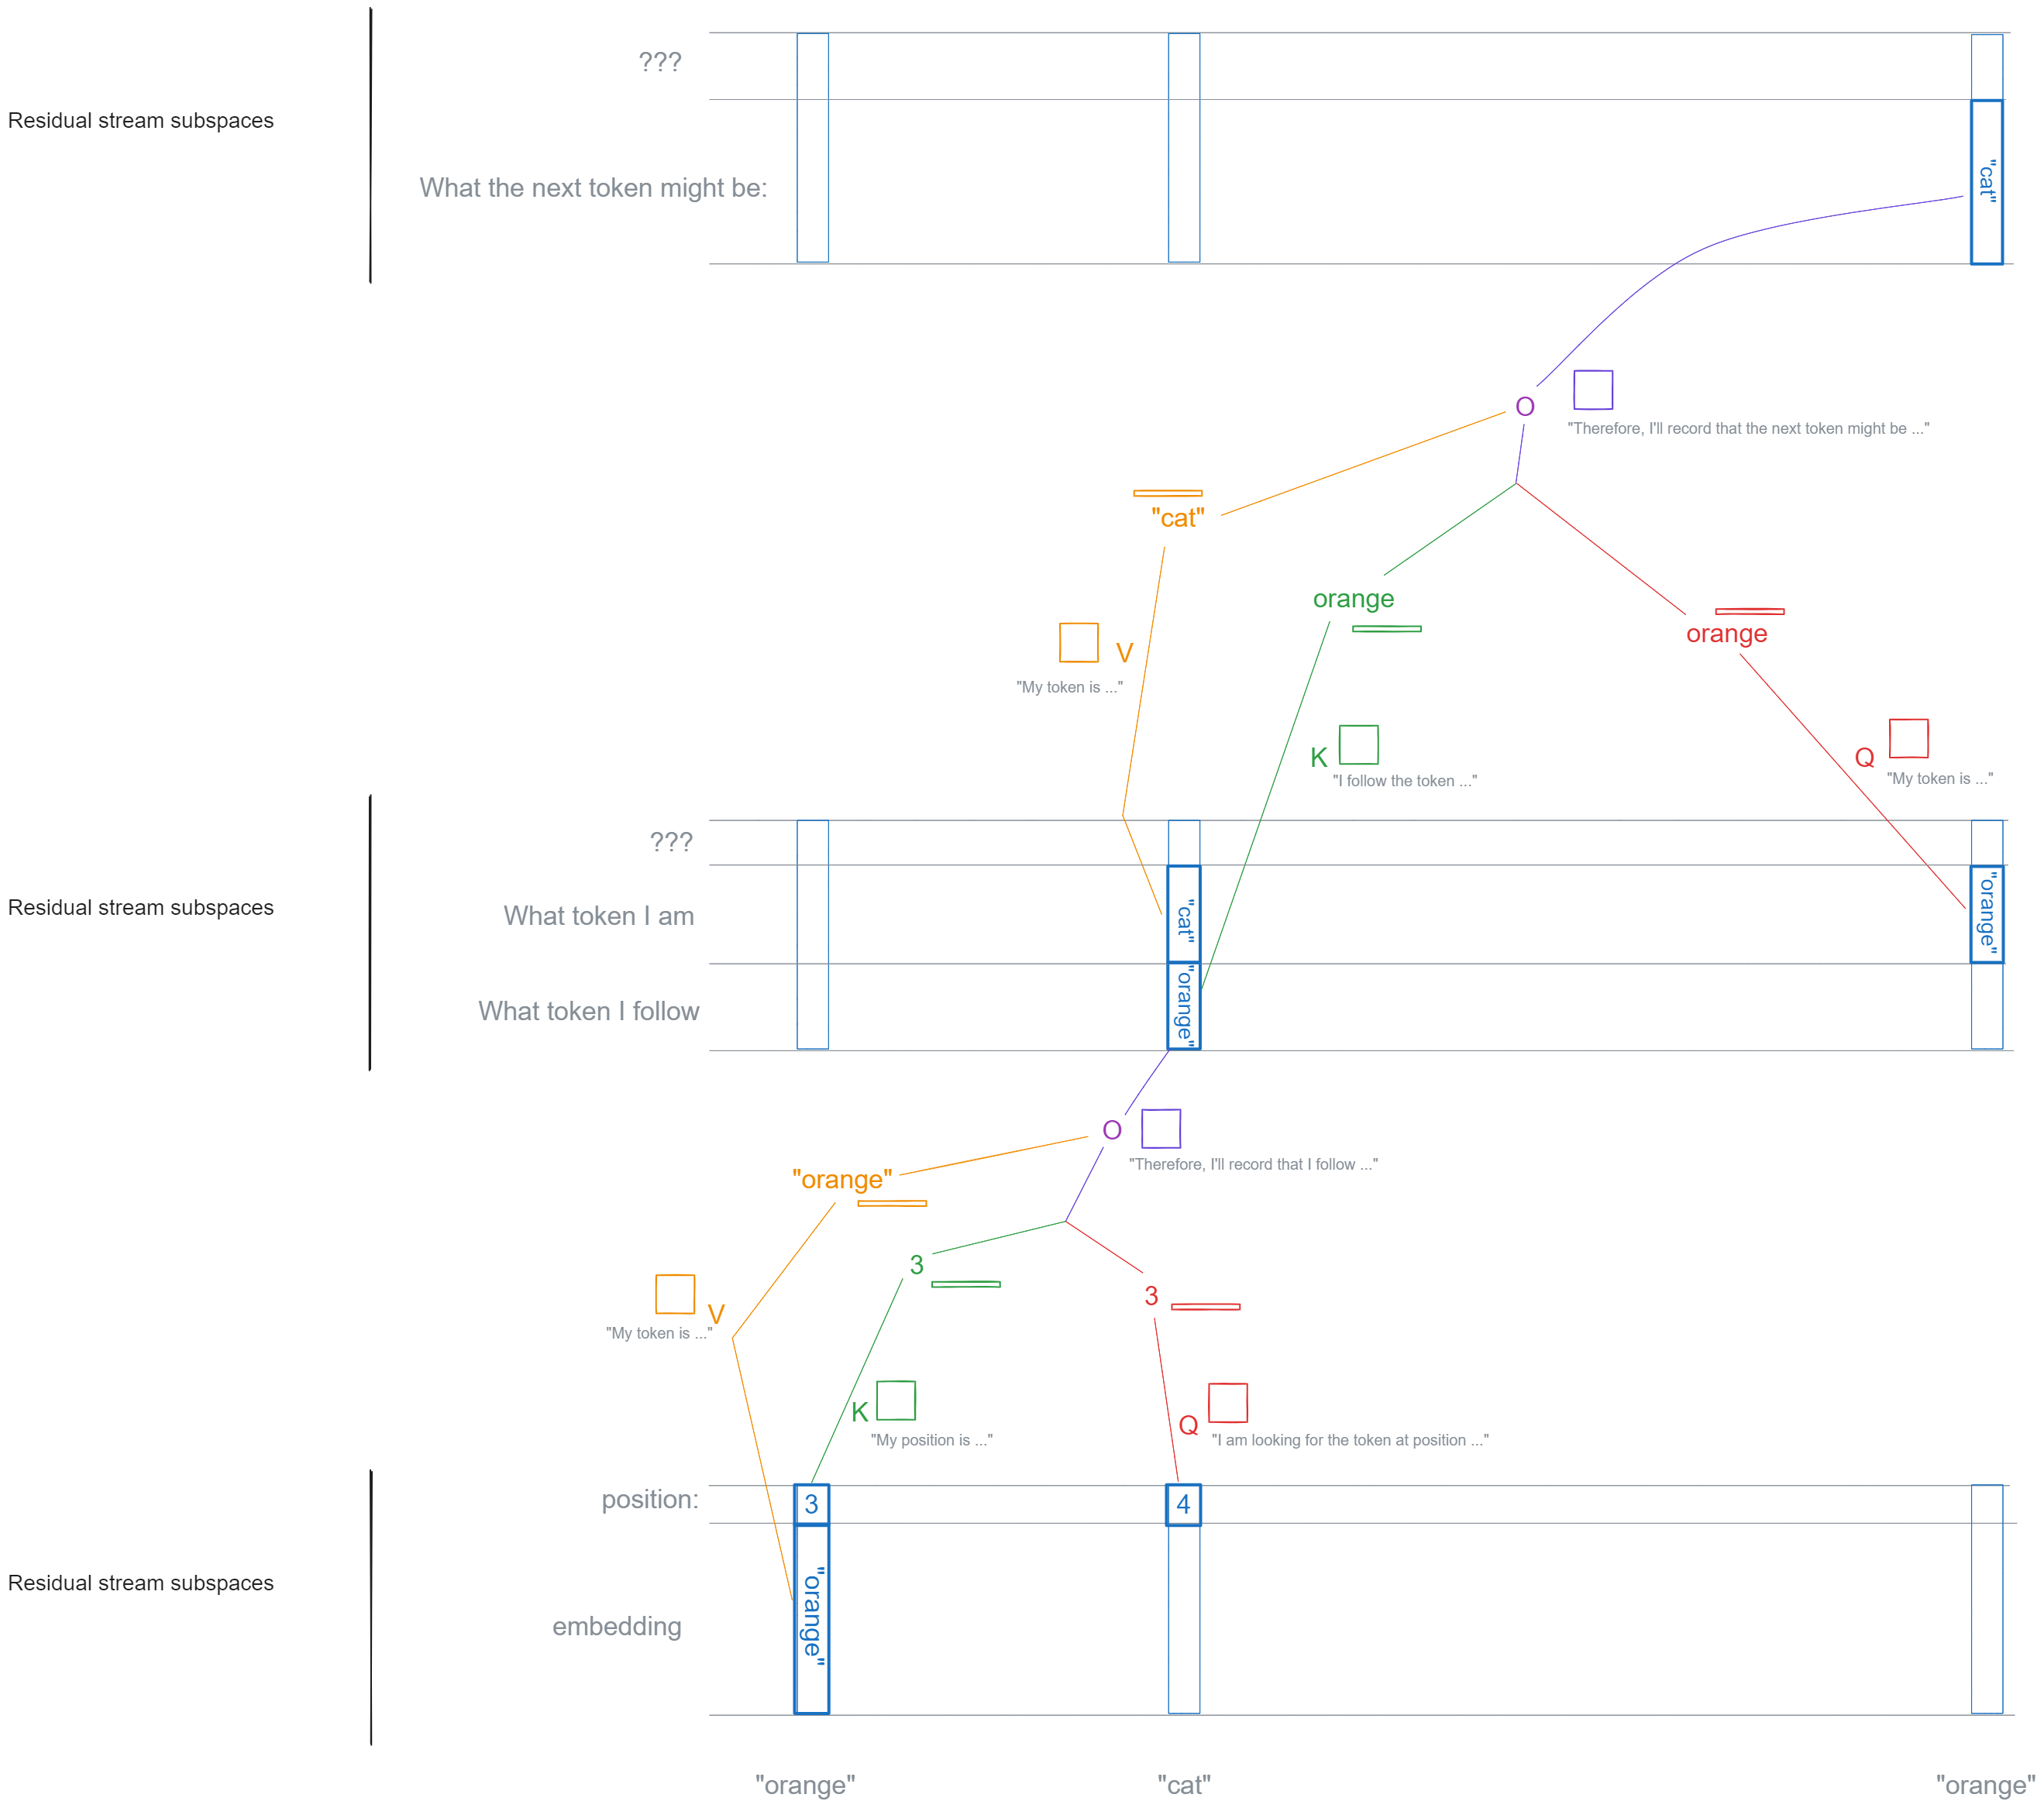 ???
Residual stream subspaces
What the next token might be:
"cat"
O
"Therefore, I'll record that the next token might be ..."
"cat"
orange
orange
V
"My token is ..."
K
"I follow the token ..."
Q
"My token is ..."
???
Residual stream subspaces
What token I am
"cat"
"orange"
What token I follow
"orange"
O
"Therefore, I'll record that I follow ..."
"orange"
3
3
V
"My token is ..."
K
"My position is ..."
Q
"I am looking for the token at position ..."
position:
3
4
Residual stream subspaces
embedding
"orange"
"orange"
"cat"
"orange"